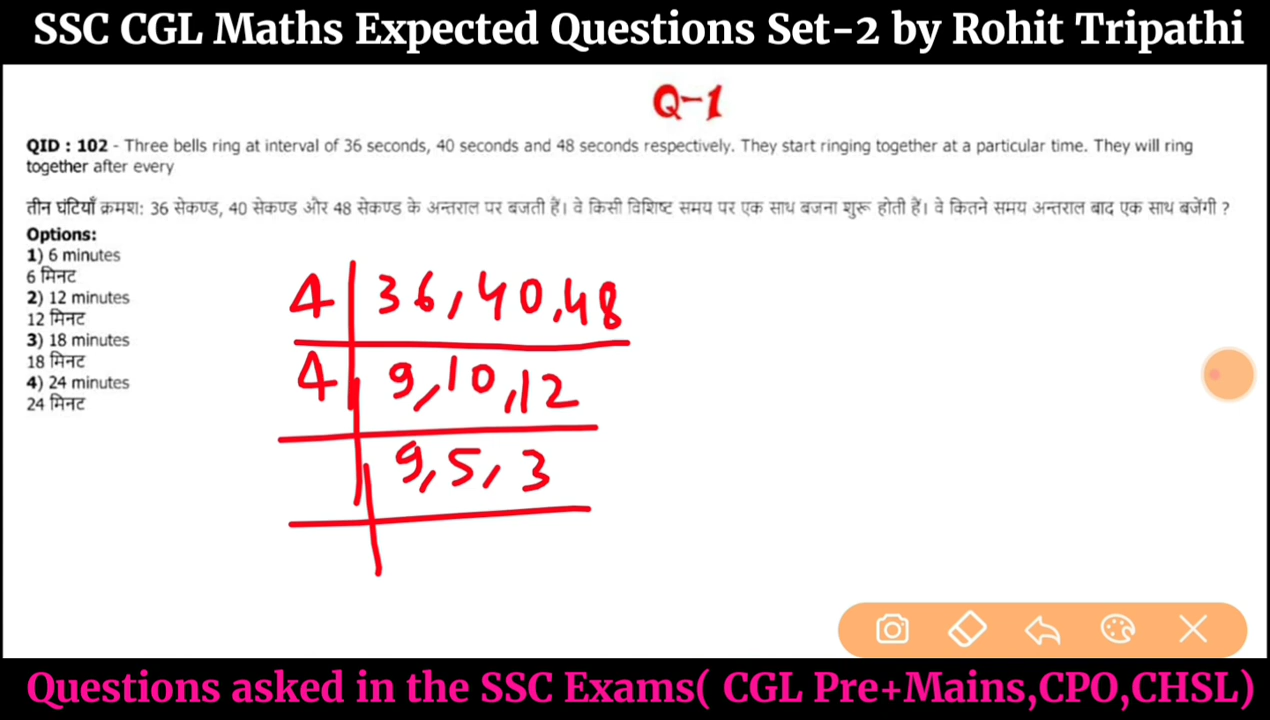 SSC CGL Maths Expected Questions Set-2 by Rohit Tripathi
Q-1
QID : 102 - Three bells ring at interval of 36 seconds, 40 seconds and 48 seconds respectively. They start ringing together at a particular time. They will ring
together after every
तीन घंटियाँ क्रमश: 36 सेकण्ड, 40 सेकण्ड और 48 सेकण्ड के अन्तराल पर बजती हैं। वे किसी विशिष्ट समय पर एक साथ बजना शुरू होती हैं। वे कितने समय अन्तराल बाद एक साथ बजेंगी ?
Options:
1) 6 minutes
6 मिनट
2) 12 minutes
12 मिनट
3) 18 minutes
18 मिनट
4) 24 minutes
24 मिनट
4 36, 40, 48
4 9, 10, 12
9, 5, 3
Questions asked in the SSC Exams( CGL Pre+Mains,CPO,CHSL)